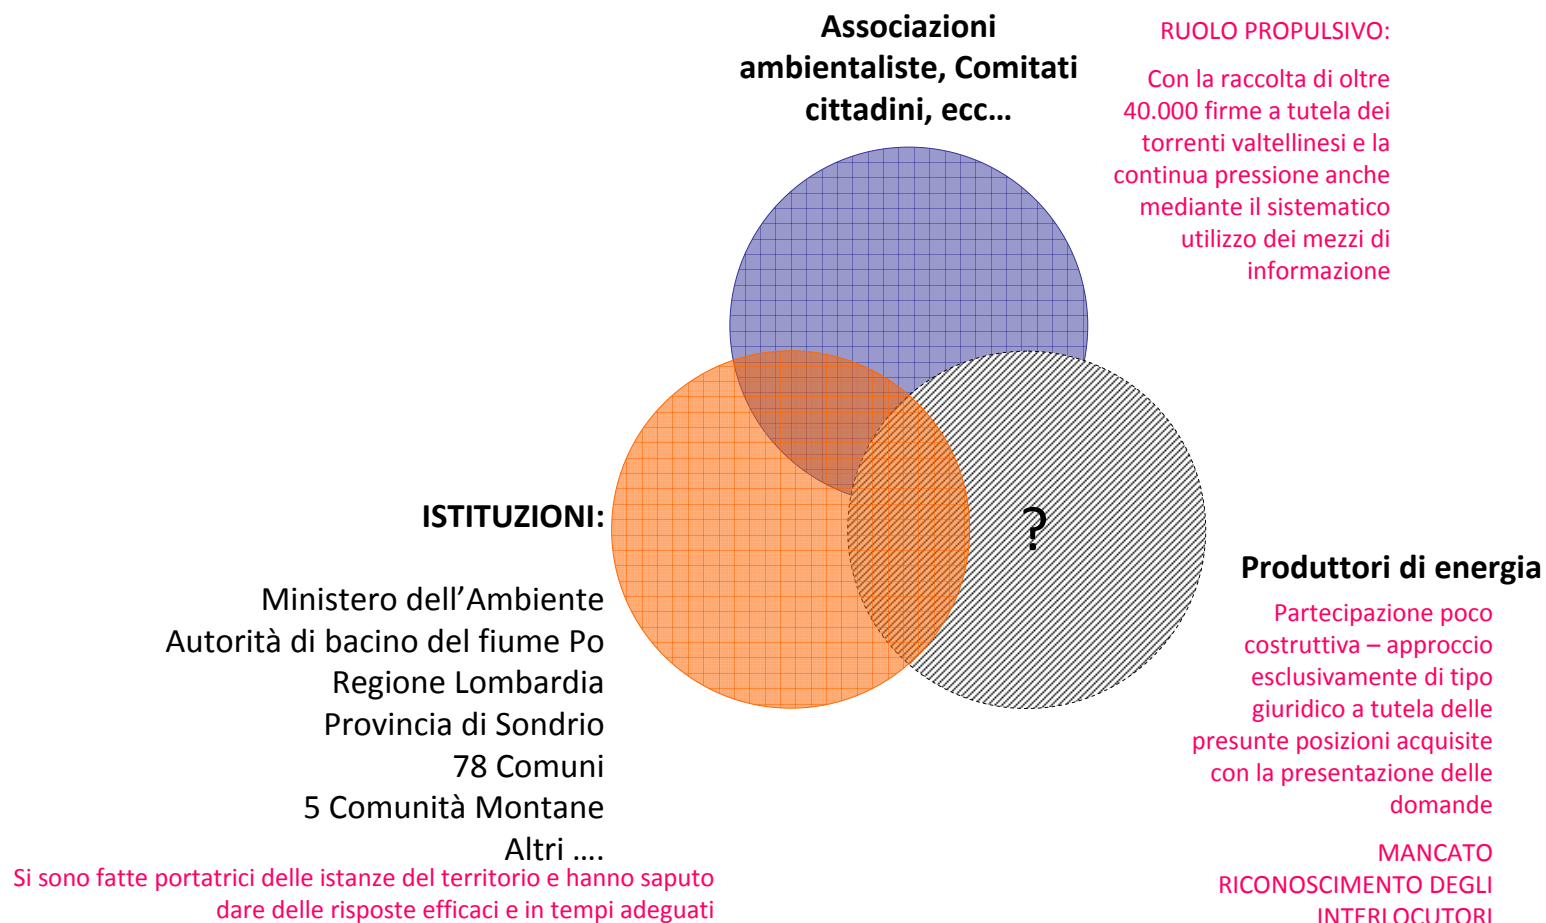 Associazioni
ambientaliste, Comitati
cittadini, ecc…
RUOLO PROPULSIVO:
Con la raccolta di oltre
40.000 firme a tutela dei
torrenti valtellinesi e la
continua pressione anche
mediante il sistematico
utilizzo dei mezzi di
informazione
?
ISTITUZIONI:
Ministero dell’Ambiente
Autorità di bacino del fiume Po
Regione Lombardia
Provincia di Sondrio
78 Comuni
5 Comunità Montane
Altri ….
Si sono fatte portatrici delle istanze del territorio e hanno saputo
dare delle risposte efficaci e in tempi adeguati
Produttori di energia
Partecipazione poco
costruttiva – approccio
esclusivamente di tipo
giuridico a tutela delle
presunte posizioni acquisite
con la presentazione delle
domande
MANCATO
RICONOSCIMENTO DEGLI
INTERLOCUTORI